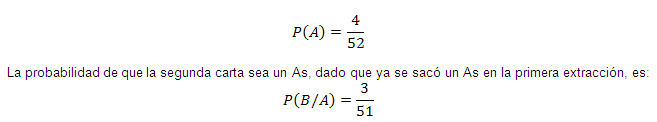 P(A) = 4/52
La probabilidad de que la segunda carta sea un As, dado que ya se sacó un As en la primera extracción, es:
P(B/A) = 3/51